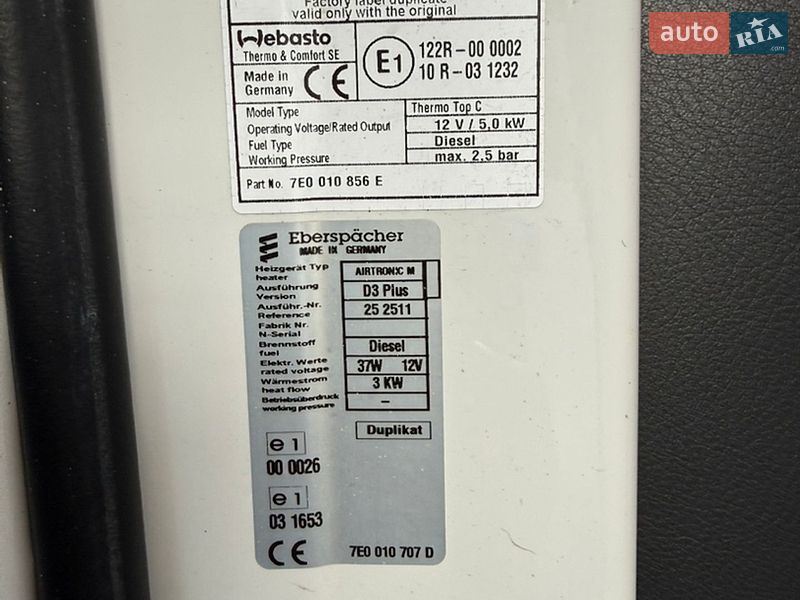 Factory label duplicate
valid only with the original
auto RIA .com
Webasto
Thermo & Comfort SE
Made in
Germany
CE
E1
122R-00 0002
10 R-03 1232
Model Type Thermo Top C
Operating Voltage/Rated Output 12 V / 5,0 kW
Fuel Type Diesel
Working Pressure max. 2,5 bar
Part No. 7E0 010 856 E
Eberspächer
MADE IN GERMANY
Heizgerät Typ
heater AIRTRONIC M
Ausführung
Version D3 Plus
Ausführ.-Nr.
Reference 25 2511
Fabrik Nr.
N-Serial
Brennstoff
fuel Diesel
Elektr. Werte
rated voltage 37W 12V
Wärmestrom
heat flow 3 KW
Betriebsüberdruck
working pressure –
Duplikat
e 1
00 0026
e 1
03 1653
CE 7E0 010 707 D